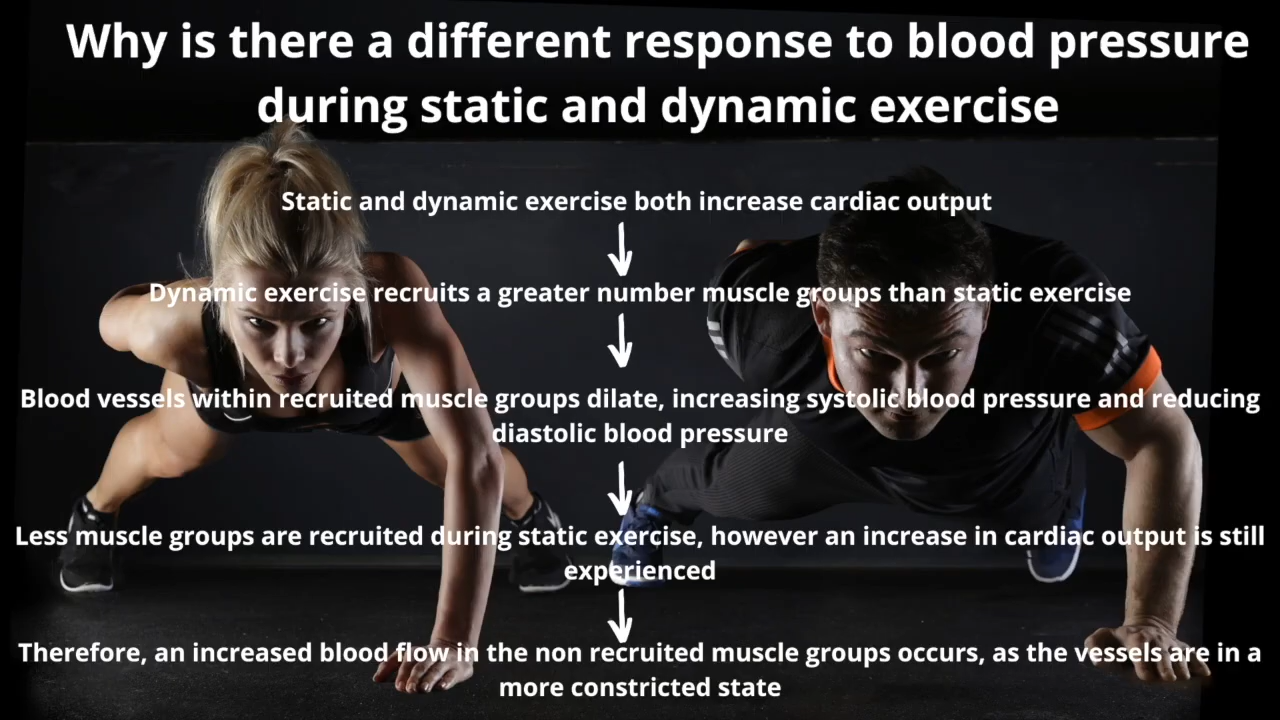 Why is there a different response to blood pressure
during static and dynamic exercise
Static and dynamic exercise both increase cardiac output
Dynamic exercise recruits a greater number muscle groups than static exercise
Blood vessels within recruited muscle groups dilate, increasing systolic blood pressure and reducing
diastolic blood pressure
Less muscle groups are recruited during static exercise, however an increase in cardiac output is still
experienced
Therefore, an increased blood flow in the non recruited muscle groups occurs, as the vessels are in a
more constricted state